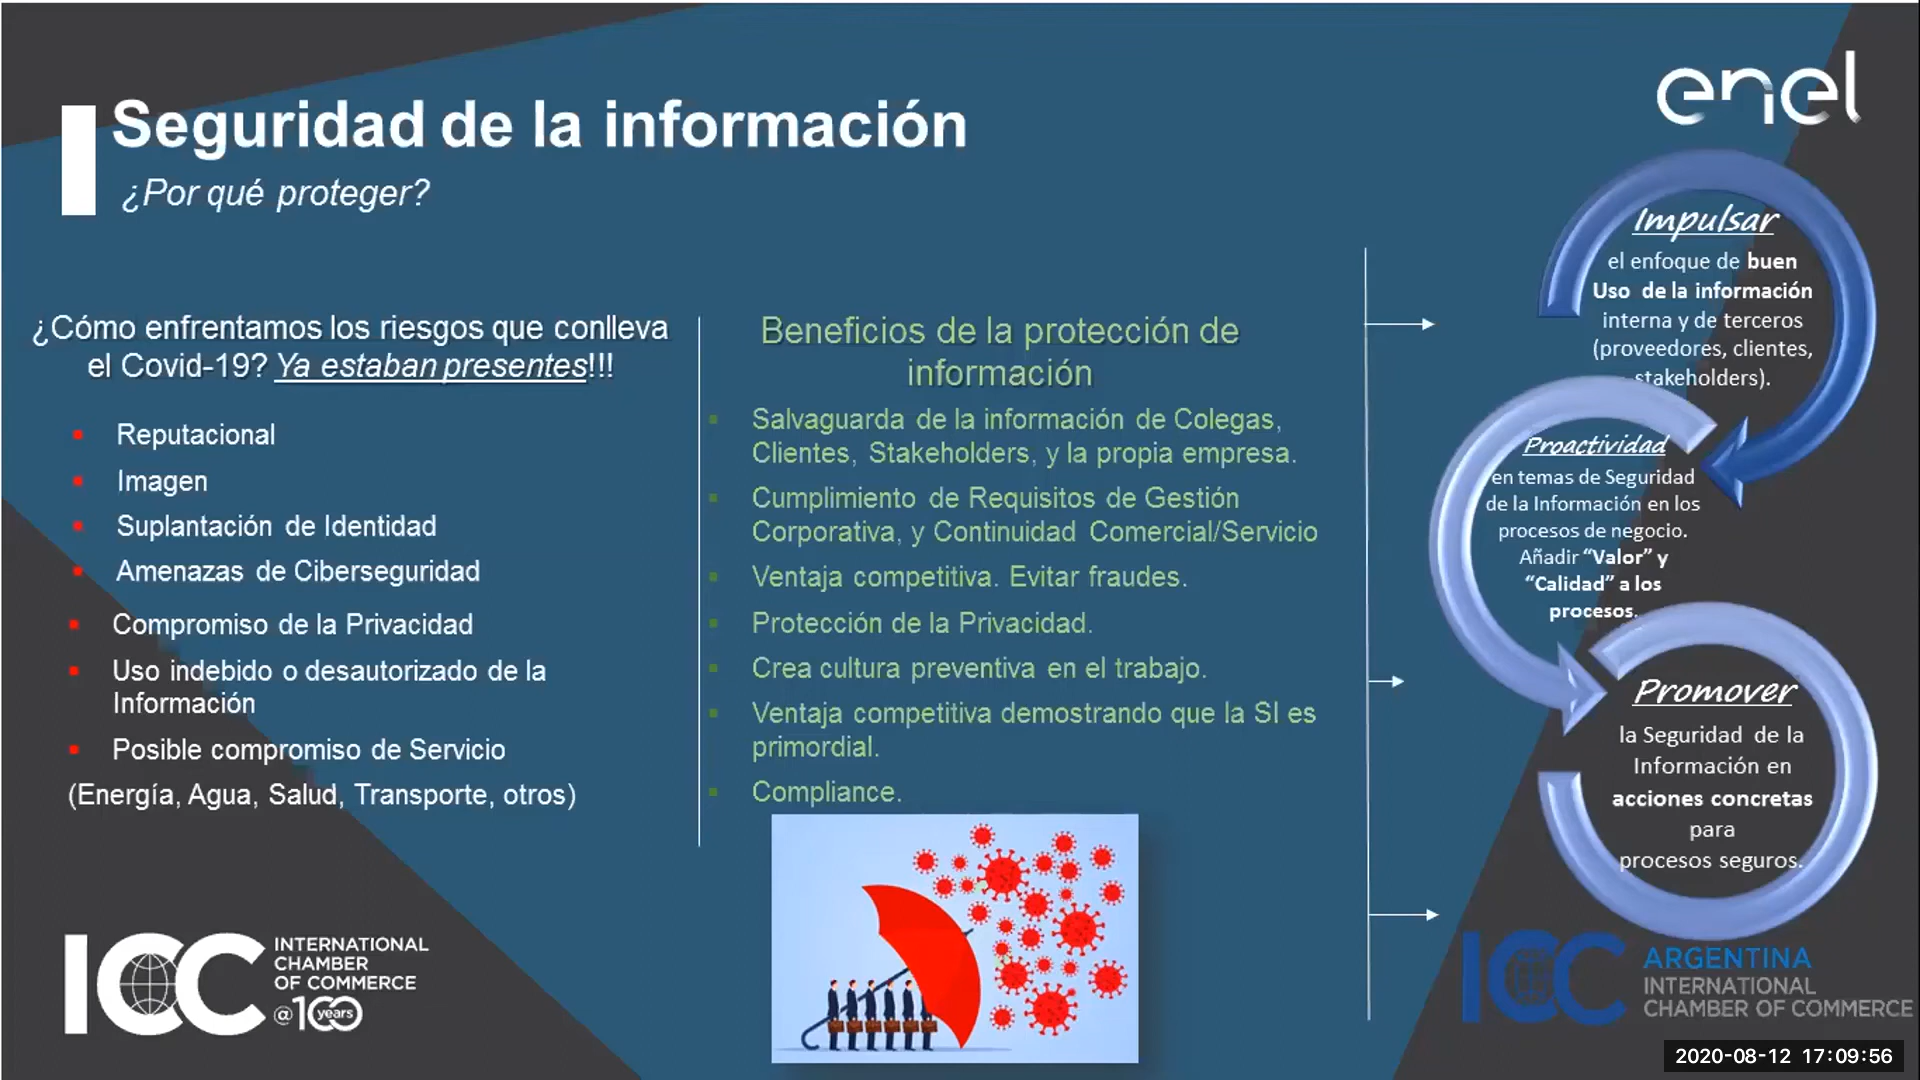 enel
Seguridad de la información
¿Por qué proteger?
¿Cómo enfrentamos los riesgos que conlleva
el Covid-19? Ya estaban presentes!!!
Reputacional
Imagen
Suplantación de Identidad
Amenazas de Ciberseguridad
Compromiso de la Privacidad
Uso indebido o desautorizado de la
Información
Posible compromiso de Servicio
(Energía, Agua, Salud, Transporte, otros)
Beneficios de la protección de
información
Salvaguarda de la información de Colegas,
Clientes, Stakeholders, y la propia empresa.
Cumplimiento de Requisitos de Gestión
Corporativa, y Continuidad Comercial/Servicio
Ventaja competitiva. Evitar fraudes.
Protección de la Privacidad.
Crea cultura preventiva en el trabajo.
Ventaja competitiva demostrando que la SI es
primordial.
Compliance.
Impulsar
el enfoque de buen
Uso de la información
interna y de terceros
(proveedores, clientes,
stakeholders).
Proactividad
en temas de Seguridad
de la Información en los
procesos de negocio.
Añadir “Valor” y
“Calidad” a los
procesos.
Promover
la Seguridad de la
Información en
acciones concretas
para
procesos seguros.
ICC
INTERNATIONAL
CHAMBER
OF COMMERCE
@100 years
ICC
ARGENTINA
INTERNATIONAL
CHAMBER OF COMMERCE
2020-08-12 17:09:56